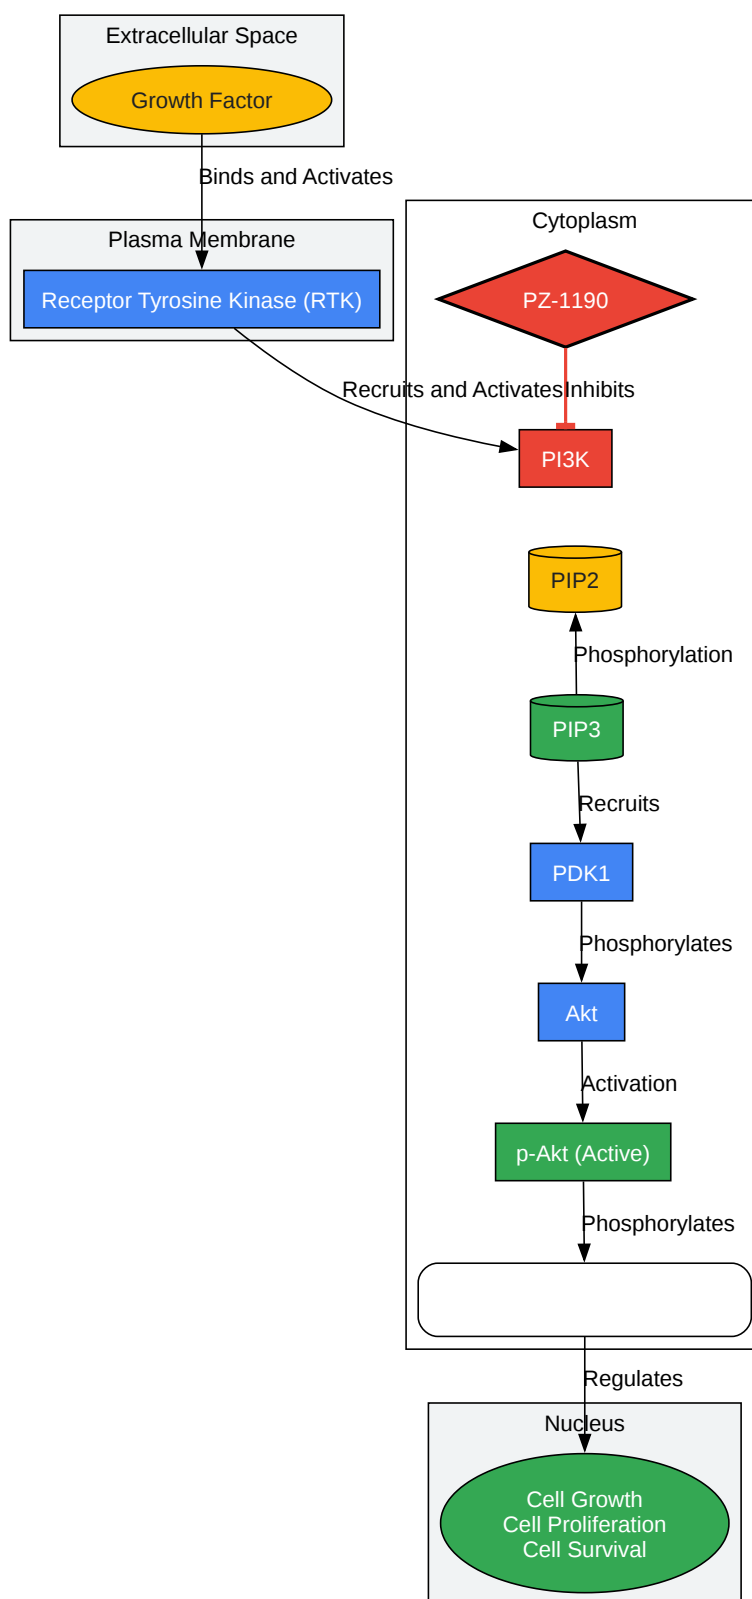 Extracellular Space
Growth Factor
Binds and Activates
Plasma Membrane
Receptor Tyrosine Kinase (RTK)
Cytoplasm
PZ-1190
Recruits and Activates
Inhibits
PI3K
PIP2
Phosphorylation
PIP3
Recruits
PDK1
Phosphorylates
Akt
Activation
p-Akt (Active)
Phosphorylates
Regulates
Nucleus
Cell Growth
Cell Proliferation
Cell Survival